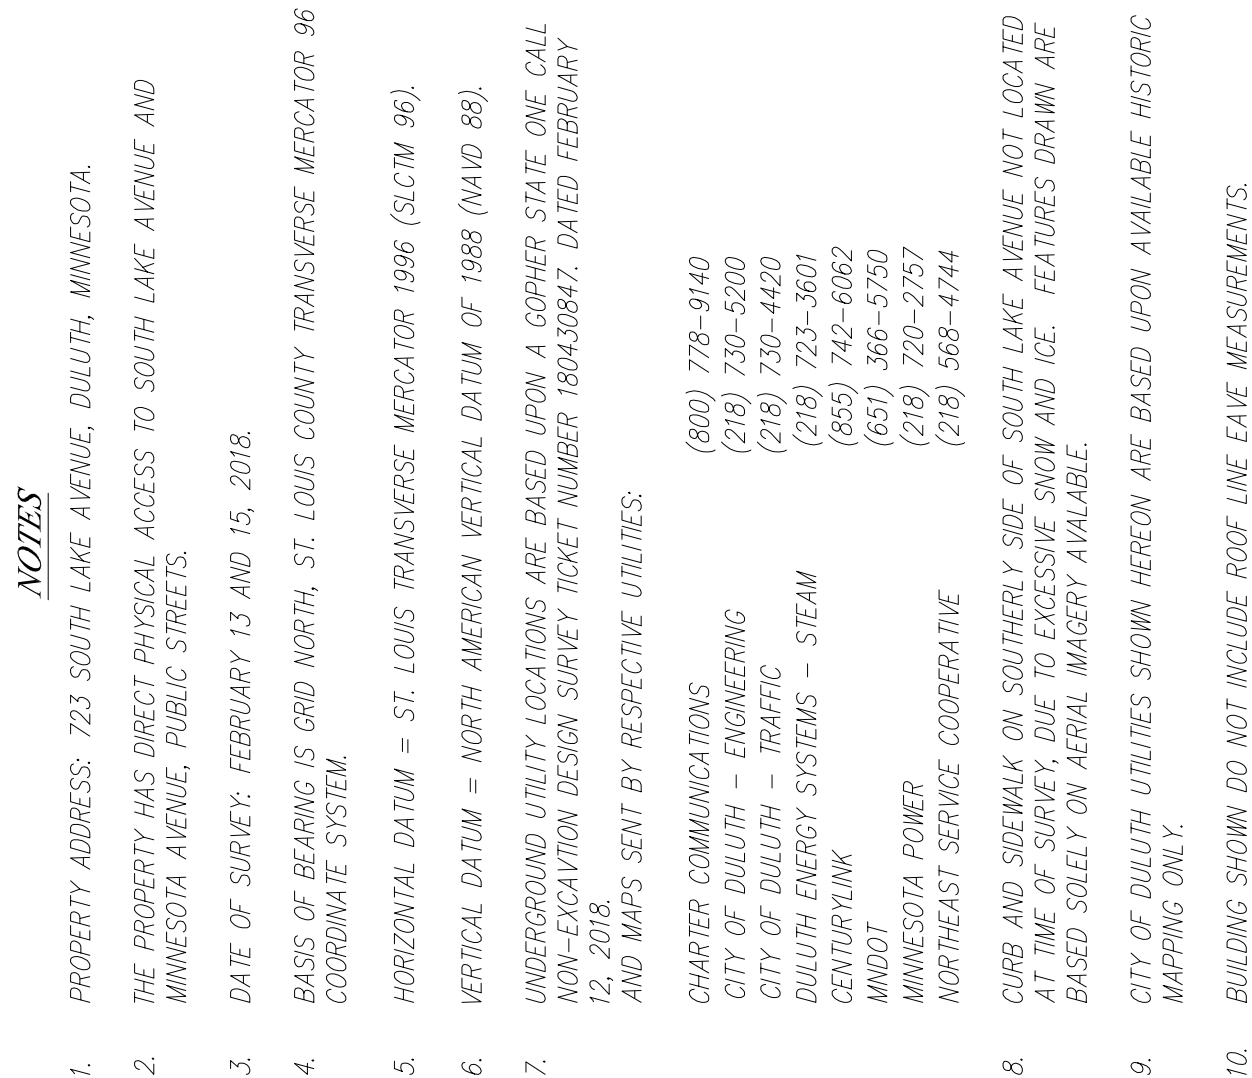 NOTES
1. PROPERTY ADDRESS: 723 SOUTH LAKE AVENUE, DULUTH, MINNESOTA.
2. THE PROPERTY HAS DIRECT PHYSICAL ACCESS TO SOUTH LAKE AVENUE AND
MINNESOTA AVENUE, PUBLIC STREETS.
3. DATE OF SURVEY: FEBRUARY 13 AND 15, 2018.
4. BASIS OF BEARING IS GRID NORTH, ST. LOUIS COUNTY TRANSVERSE MERCATOR 96
COORDINATE SYSTEM.
5. HORIZONTAL DATUM = ST. LOUIS TRANSVERSE MERCATOR 1996 (SLCTM 96).
6. VERTICAL DATUM = NORTH AMERICAN VERTICAL DATUM OF 1988 (NAVD 88).
7. UNDERGROUND UTILITY LOCATIONS ARE BASED UPON A GOPHER STATE ONE CALL
NON-EXCAVTION DESIGN SURVEY TICKET NUMBER 180430847. DATED FEBRUARY
12, 2018.
AND MAPS SENT BY RESPECTIVE UTILITIES:
CHARTER COMMUNICATIONS (800) 778-9140
CITY OF DULUTH - ENGINEERING (218) 730-5200
CITY OF DULUTH - TRAFFIC (218) 730-4420
DULUTH ENERGY SYSTEMS - STEAM (218) 723-3601
CENTURYLINK (855) 742-6062
MNDOT (651) 366-5750
MINNESOTA POWER (218) 720-2757
NORTHEAST SERVICE COOPERATIVE (218) 568-4744
8. CURB AND SIDEWALK ON SOUTHERLY SIDE OF SOUTH LAKE AVENUE NOT LOCATED
AT TIME OF SURVEY, DUE TO EXCESSIVE SNOW AND ICE. FEATURES DRAWN ARE
BASED SOLELY ON AERIAL IMAGERY AVALABLE.
9. CITY OF DULUTH UTILITIES SHOWN HEREON ARE BASED UPON AVAILABLE HISTORIC
MAPPING ONLY.
10. BUILDING SHOWN DO NOT INCLUDE ROOF LINE EAVE MEASUREMENTS.